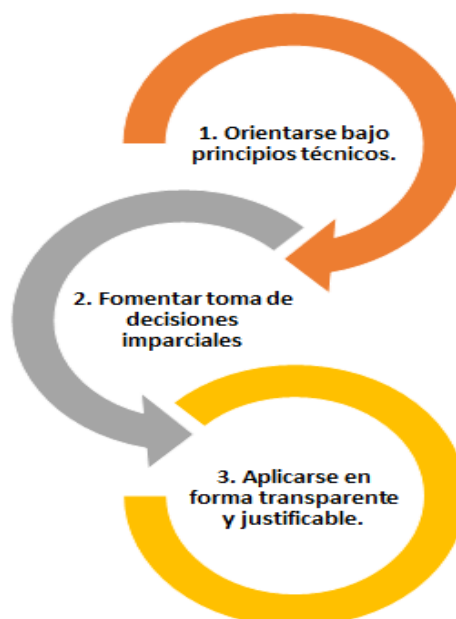 1. Orientarse bajo
principios técnicos.
2. Fomentar toma de
decisiones
imparciales
3. Aplicarse en
forma transparente
y justificable.